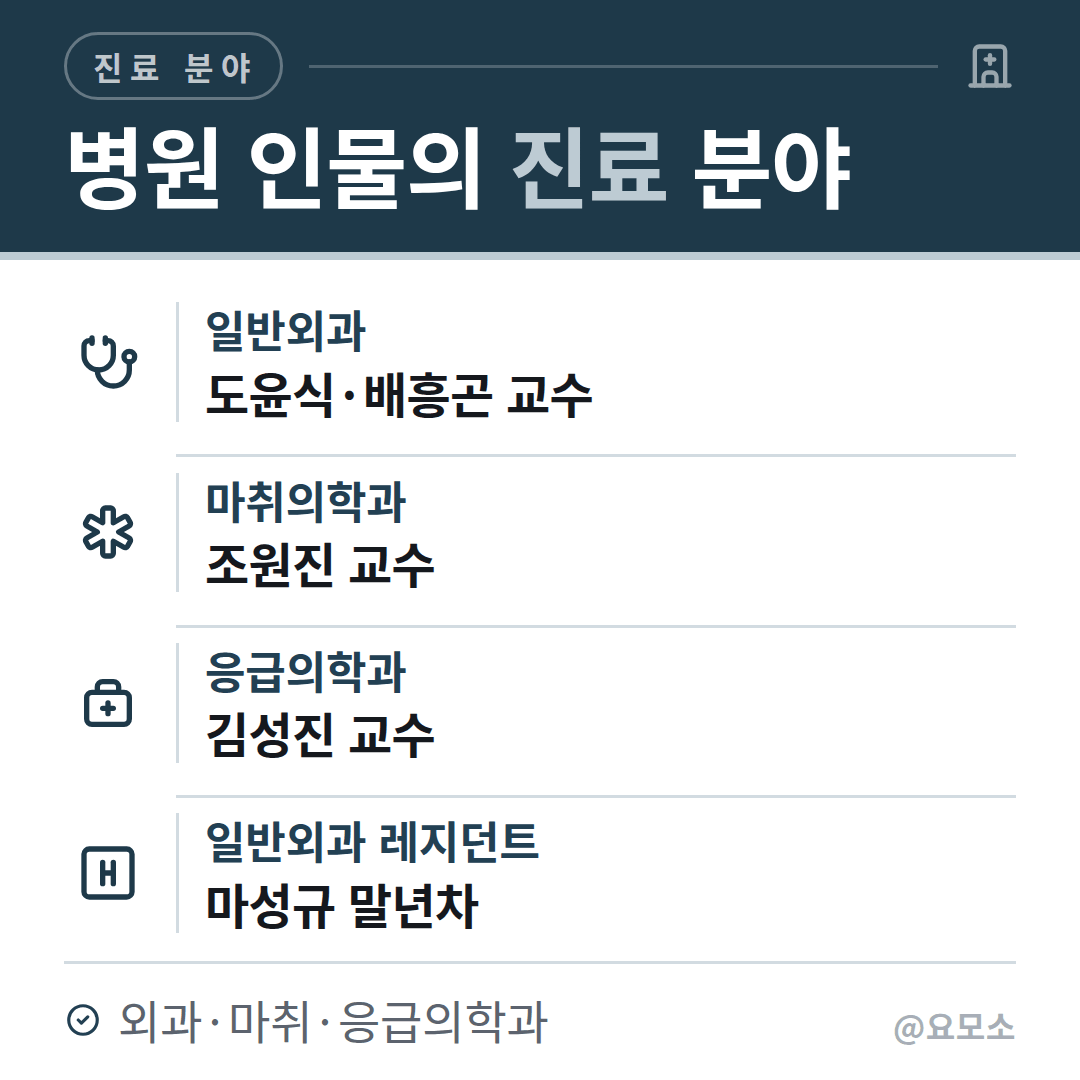 진료 분야
병원 인물의 진료 분야
일반외과
도윤식·배흥곤 교수
마취의학과
조원진 교수
응급의학과
김성진 교수
H
일반외과 레지던트
마성규 말년차
외과·마취·응급의학과
@요모소